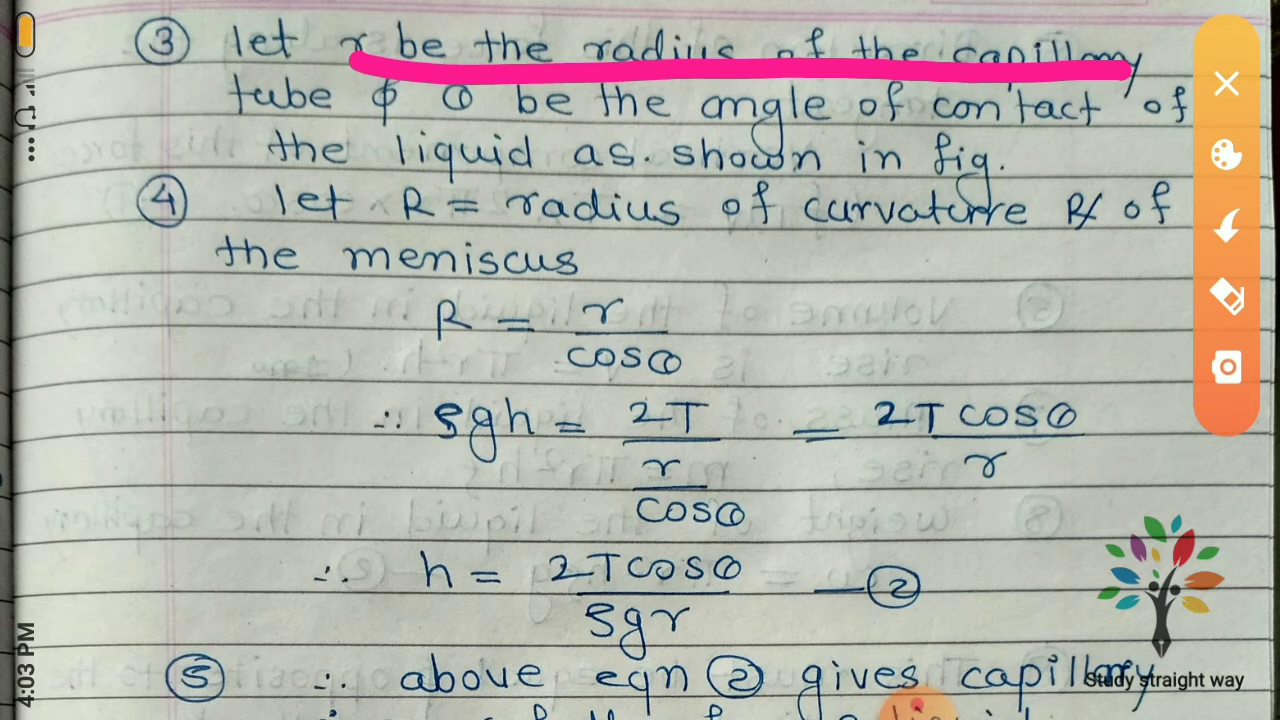 ③ let r be the radius of the capillary
tube & θ be the angle of contact of
the liquid as shown in fig.
④ let R = radius of curvature of
the meniscus
R = r / cosθ
∴ ρgh = 2T / (r / cosθ) = 2T cosθ / r
∴ h = 2T cosθ / ρgr — ②
⑤ ∴ above eqn ② gives capillary
Study straight way
4:03 PM